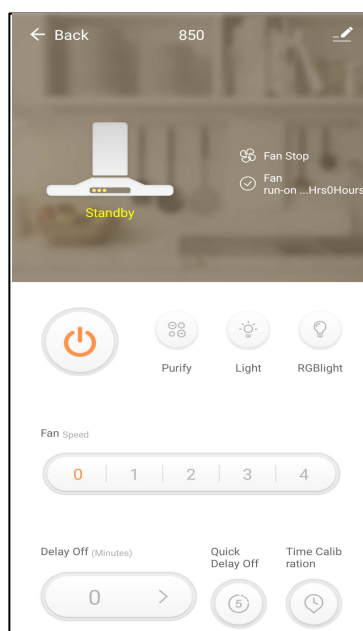 Back
850
Fan Stop
Fan
run-on ...Hrs0Hours
Standby
Purify
Light
RGBlight
Fan Speed
0 1 2 3 4
Delay Off (Minutes)
Quick
Delay Off
Time Calib
ration
0
5